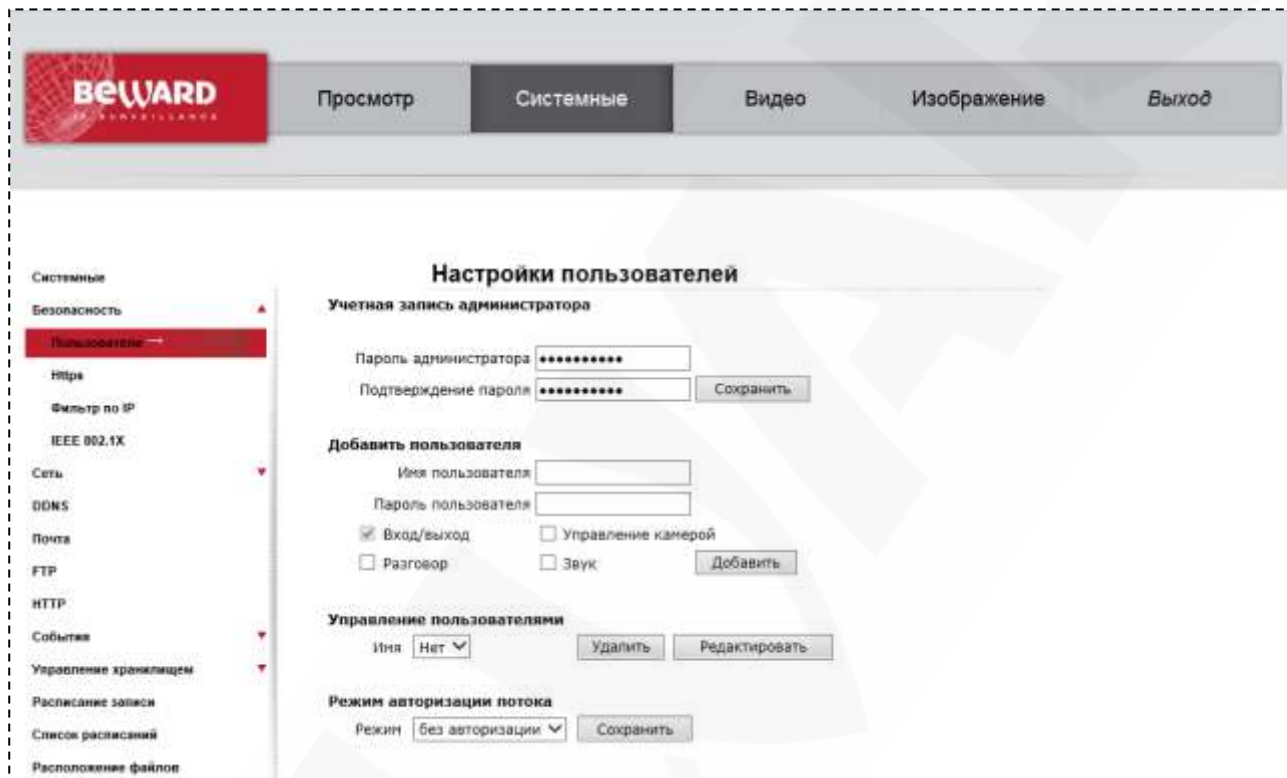 BEWARD
IP SURVEILLANCE
Просмотр
Системные
Видео
Изображение
Выход
Системные
Безопасность
Пользователи →
Https
Фильтр по IP
IEEE 802.1X
Сеть
DDNS
Почта
FTP
HTTP
События
Управление хранилищем
Расписание записи
Список расписаний
Расположение файлов
Настройки пользователей
Учетная запись администратора
Пароль администратора ••••••••••
Подтверждение пароля •••••••••• Сохранить
Добавить пользователя
Имя пользователя
Пароль пользователя
Вход/выход Управление камерой
Разговор Звук Добавить
Управление пользователями
Имя Нет Удалить Редактировать
Режим авторизации потока
Режим без авторизации Сохранить